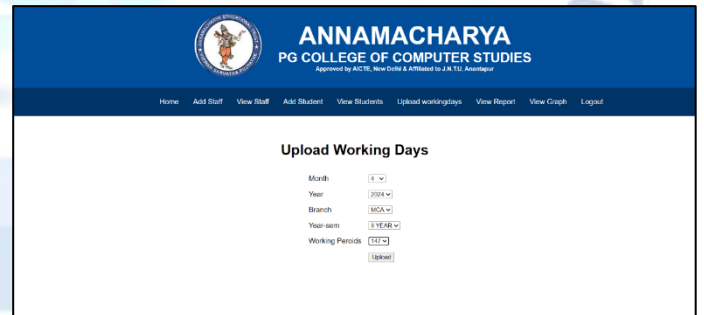 ANNAMACHARYA
PG COLLEGE OF COMPUTER STUDIES
Approved by AICTE, New Delhi & Affiliated to J.N.T.U, Anantapur
Home Add Staff View Staff Add Student View Students Upload workingdays View Report View Graph Logout
Upload Working Days
Month 4
Year 2024
Branch MCA
Year-sem II YEAR
Working Peroids 147
Upload